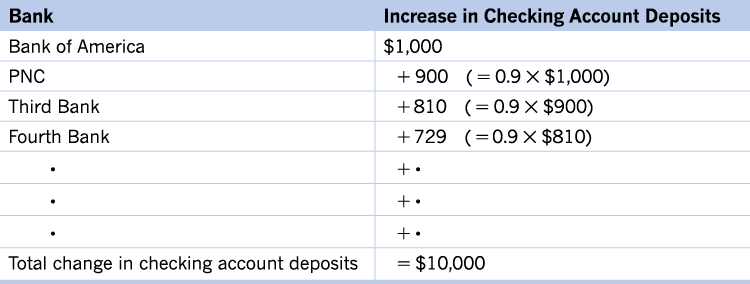 Bank Increase in Checking Account Deposits
Bank of America $1,000
PNC + 900 (= 0.9 × $1,000)
Third Bank +810 (= 0.9 × $900)
Fourth Bank +729 (=0.9 × $810)
• +•
• +•
• +•
Total change in checking account deposits = $10,000